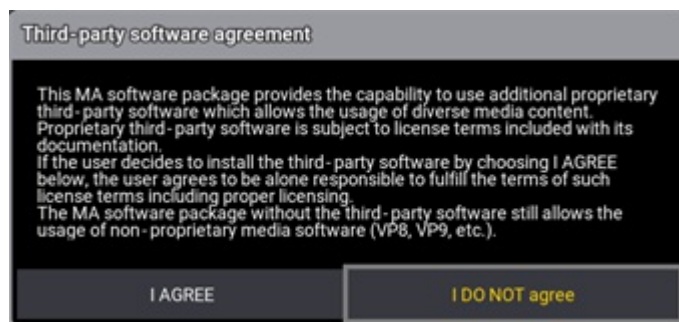 Third-party software agreement
This MA software package provides the capability to use additional proprietary
third-party software which allows the usage of diverse media content.
Proprietary third-party software is subject to license terms included with its
documentation.
If the user decides to install the third-party software by choosing I AGREE
below, the user agrees to be alone responsible to fulfill the terms of such
license terms including proper licensing.
The MA software package without the third-party software still allows the
usage of non-proprietary media software (VP8, VP9, etc.).
I AGREE
I DO NOT agree